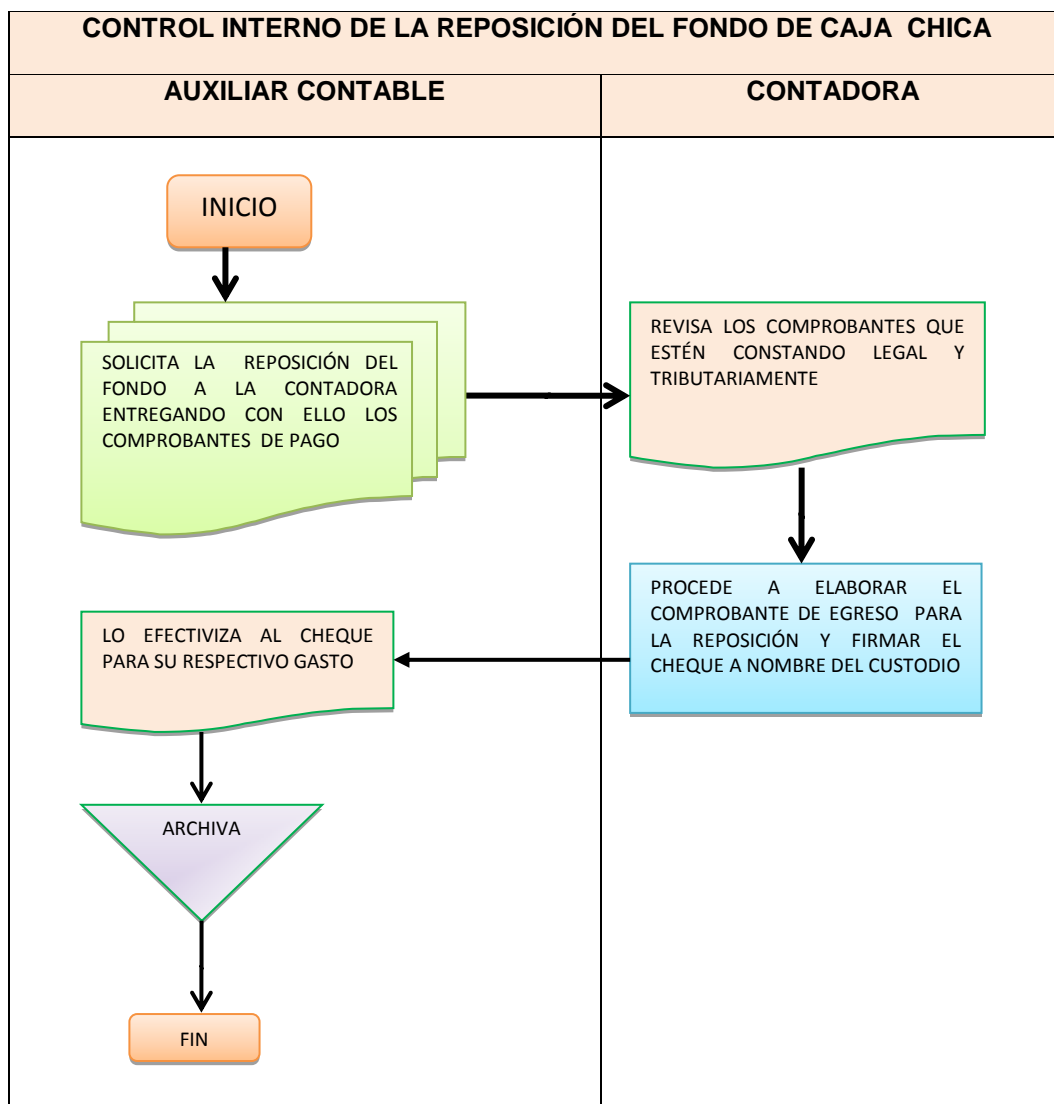 CONTROL INTERNO DE LA REPOSICIÓN DEL FONDO DE CAJA CHICA
AUXILIAR CONTABLE
CONTADORA
INICIO
SOLICITA LA REPOSICIÓN DEL
FONDO A LA CONTADORA
ENTREGANDO CON ELLO LOS
COMPROBANTES DE PAGO
REVISA LOS COMPROBANTES QUE
ESTÉN CONSTANDO LEGAL Y
TRIBUTARIAMENTE
PROCEDE A ELABORAR EL
COMPROBANTE DE EGRESO PARA
LA REPOSICIÓN Y FIRMAR EL
CHEQUE A NOMBRE DEL CUSTODIO
LO EFECTIVIZA AL CHEQUE
PARA SU RESPECTIVO GASTO
ARCHIVA
FIN